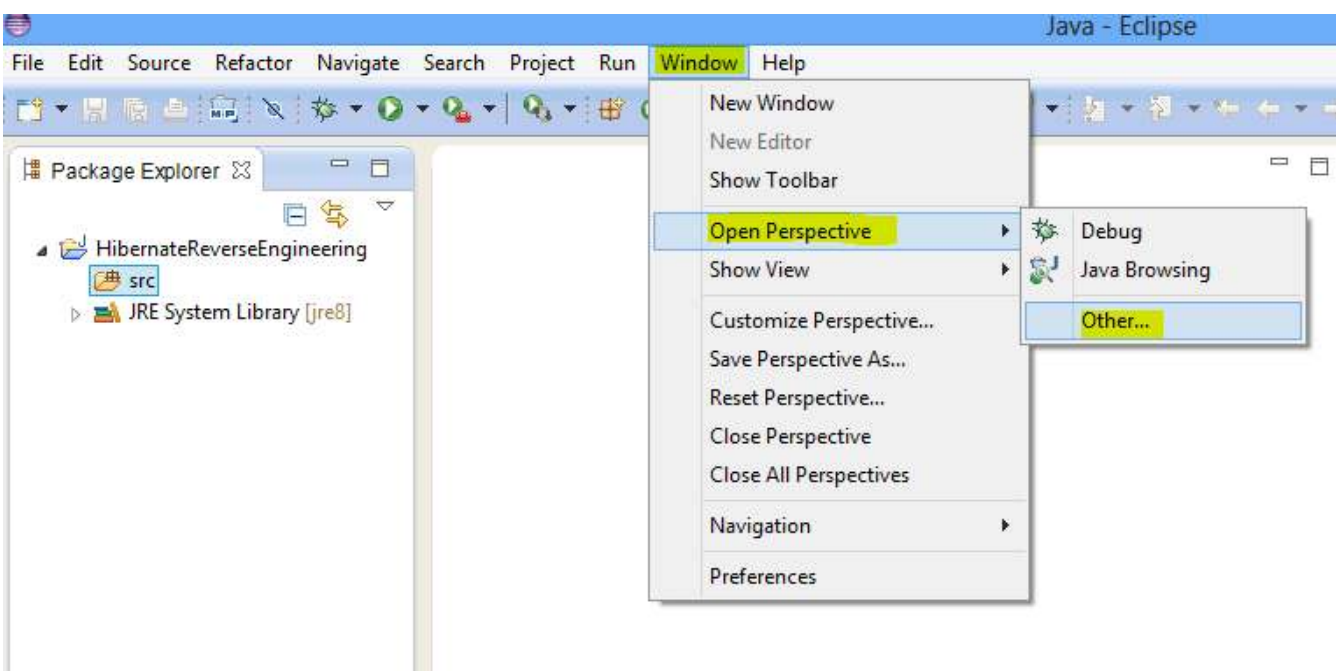 Java - Eclipse
File Edit Source Refactor Navigate Search Project Run Window Help
Package Explorer
HibernateReverseEngineering
src
JRE System Library [jre8]
New Window
New Editor
Show Toolbar
Open Perspective
Show View
Customize Perspective...
Save Perspective As...
Reset Perspective...
Close Perspective
Close All Perspectives
Navigation
Preferences
Debug
Java Browsing
Other...